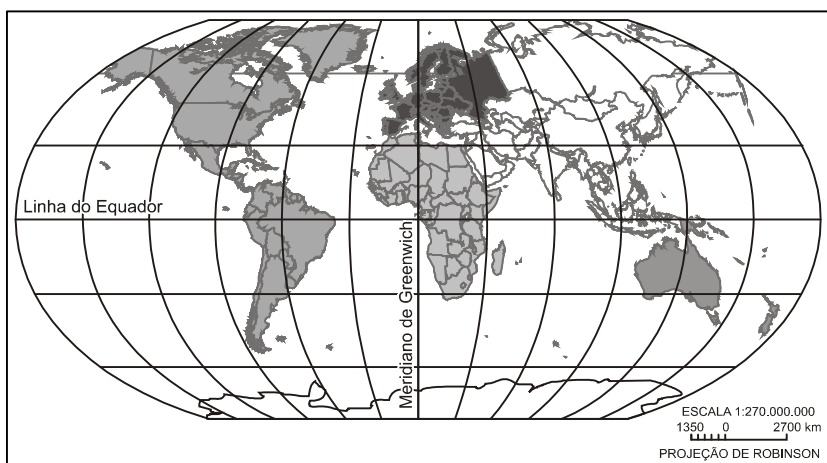 Linha do Equador
Meridiano de Greenwich
ESCALA 1:270.000.000
1350 0 2700 km
PROJEÇÃO DE ROBINSON